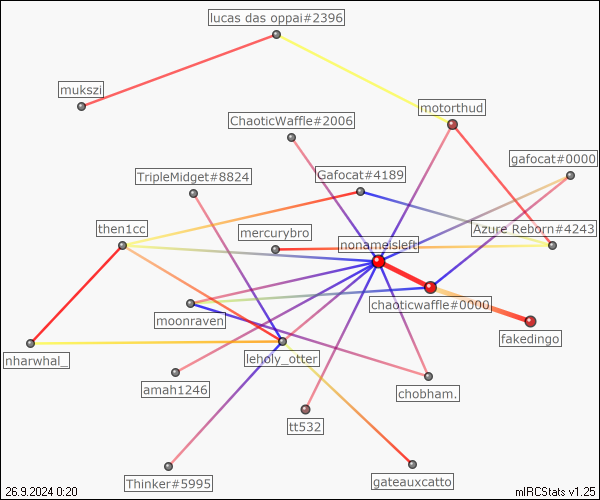 lucas das oppai#2396
mukszi
motorthud
ChaoticWaffle#2006
gafocat#0000
TripleMidget#8824
Gafocat#4189
then1cc
mercurybro
Azure Reborn#4243
nonameisleft
chaoticwaffle#0000
moonraven
fakedingo
nharwhal_
leholy_otter
amah1246
chobham.
tt532
Thinker#5995
gateauxcatto
26.9.2024 0:20
mIRCStats v1.25